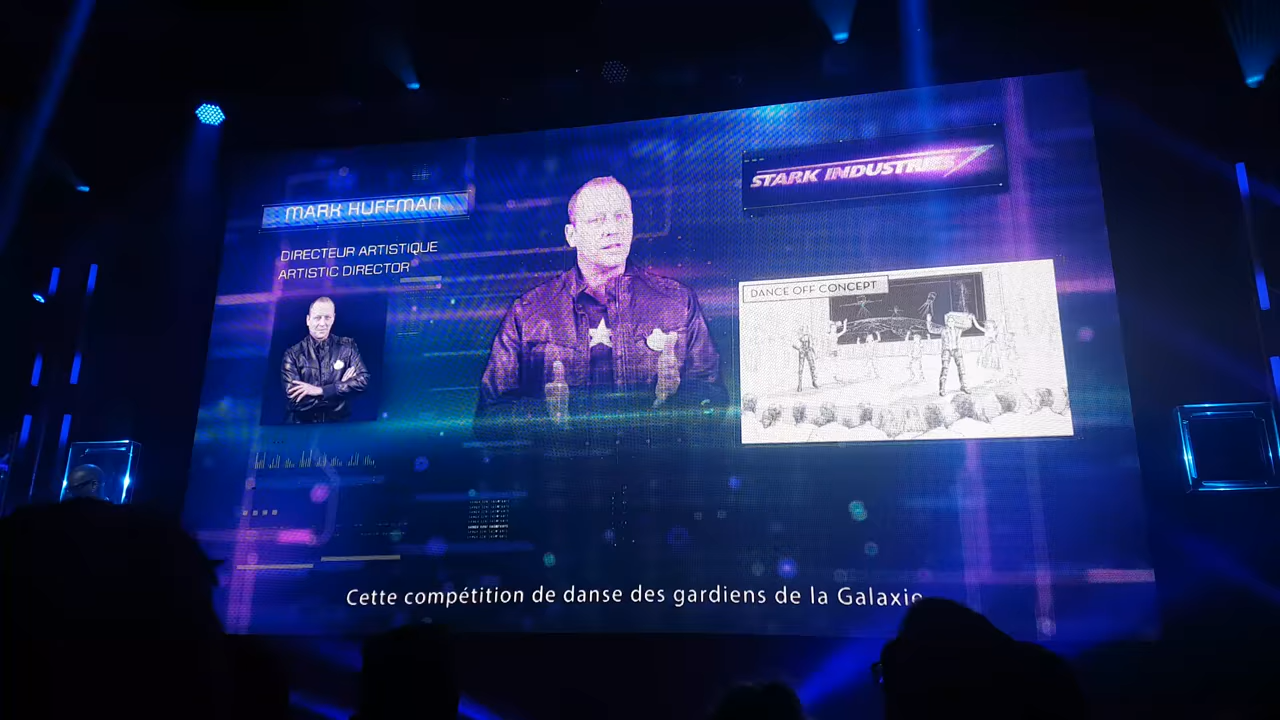 MARK HUFFMAN
DIRECTEUR ARTISTIQUE
ARTISTIC DIRECTOR
STARK INDUSTRIES
DANCE OFF CONCEPT
Cette compétition de danse des gardiens de la Galaxie